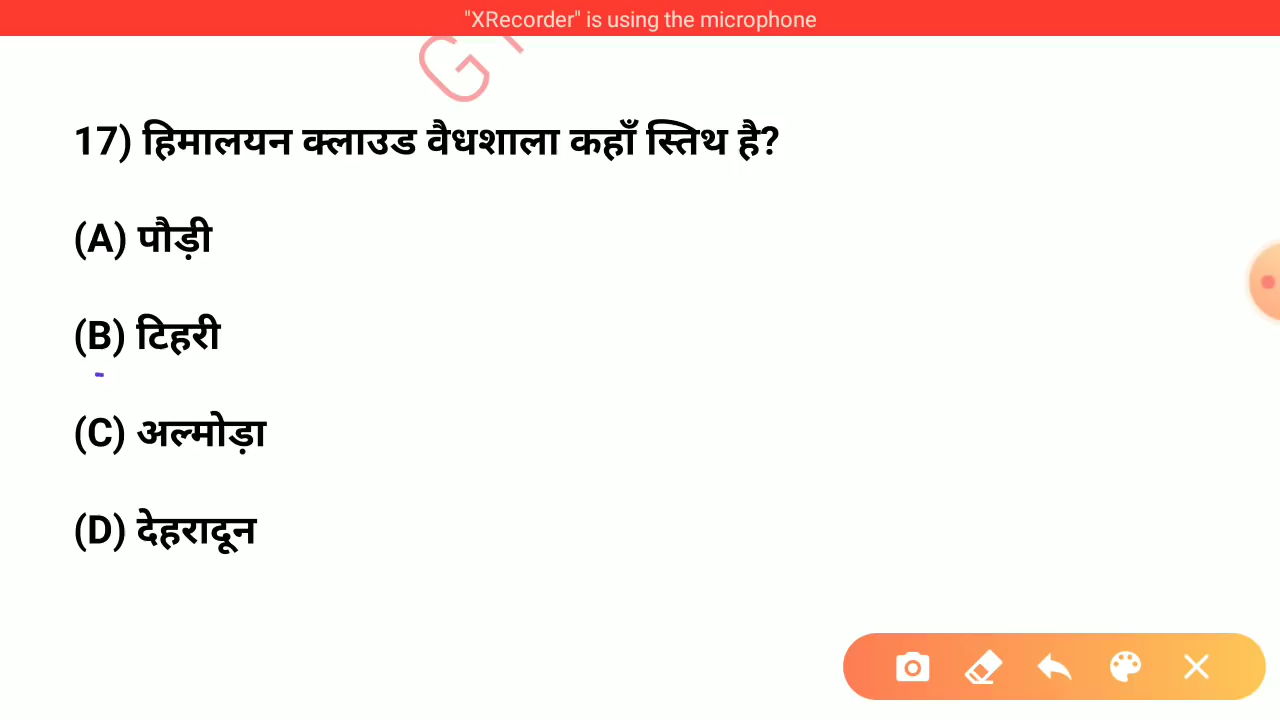 "XRecorder" is using the microphone
17) हिमालयन क्लाउड वैधशाला कहाँ स्तिथ है?
(A) पौड़ी
(B) टिहरी
(C) अल्मोड़ा
(D) देहरादून